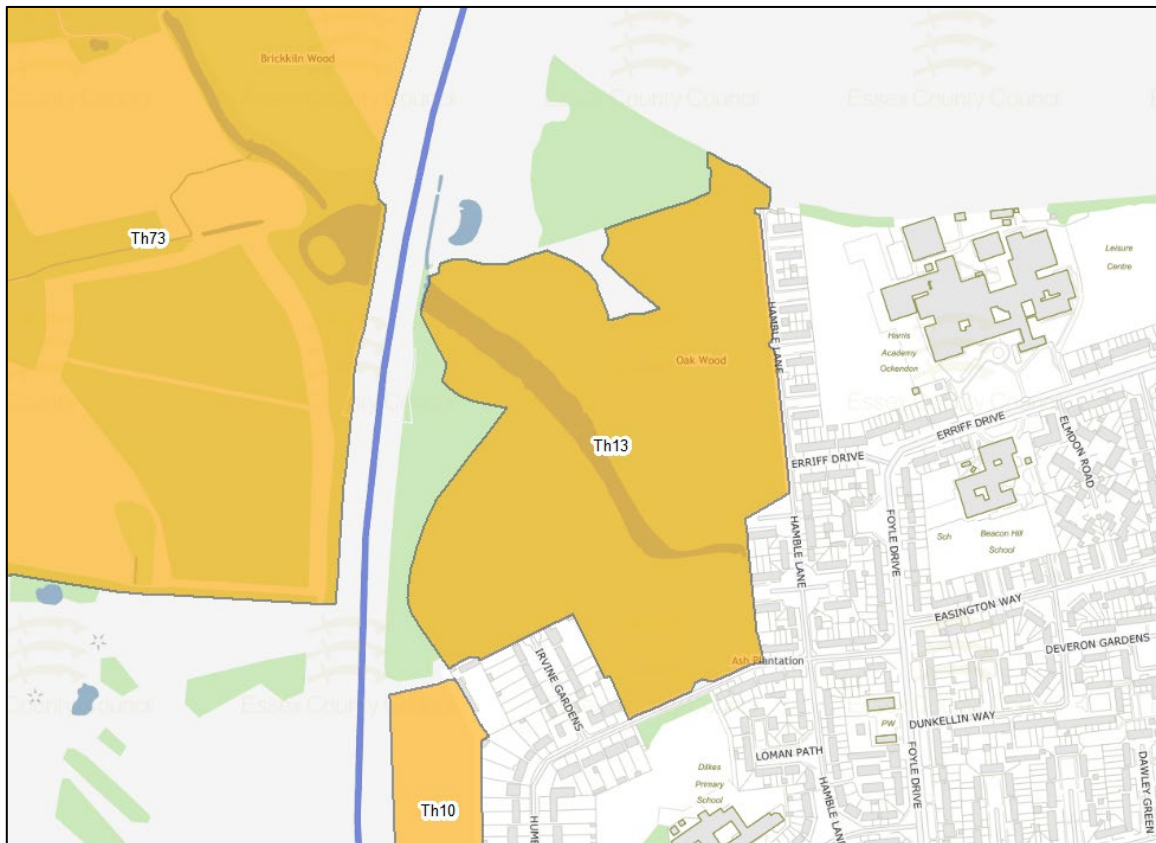 Brickkiln Wood
Essex County Council
Essex County Council
Th73
Leisure
Centre
HAMBLE LANE
Harris
Academy
Ockendon
Oak Wood
ERRIFF DRIVE
ELMDON ROAD
Th13
ERRIFF DRIVE
HAMBLE LANE
FOYLE DRIVE
Sch
Beacon Hill
School
EASINGTON WAY
DEVERON GARDENS
IRVINE GARDENS
Ash Plantation
PW
DUNKELLIN WAY
LOMAN PATH
FOYLE DRIVE
DAWLEY GREEN
Dilkes
Primary
School
HAMBLE LANE
Th10
HUMB